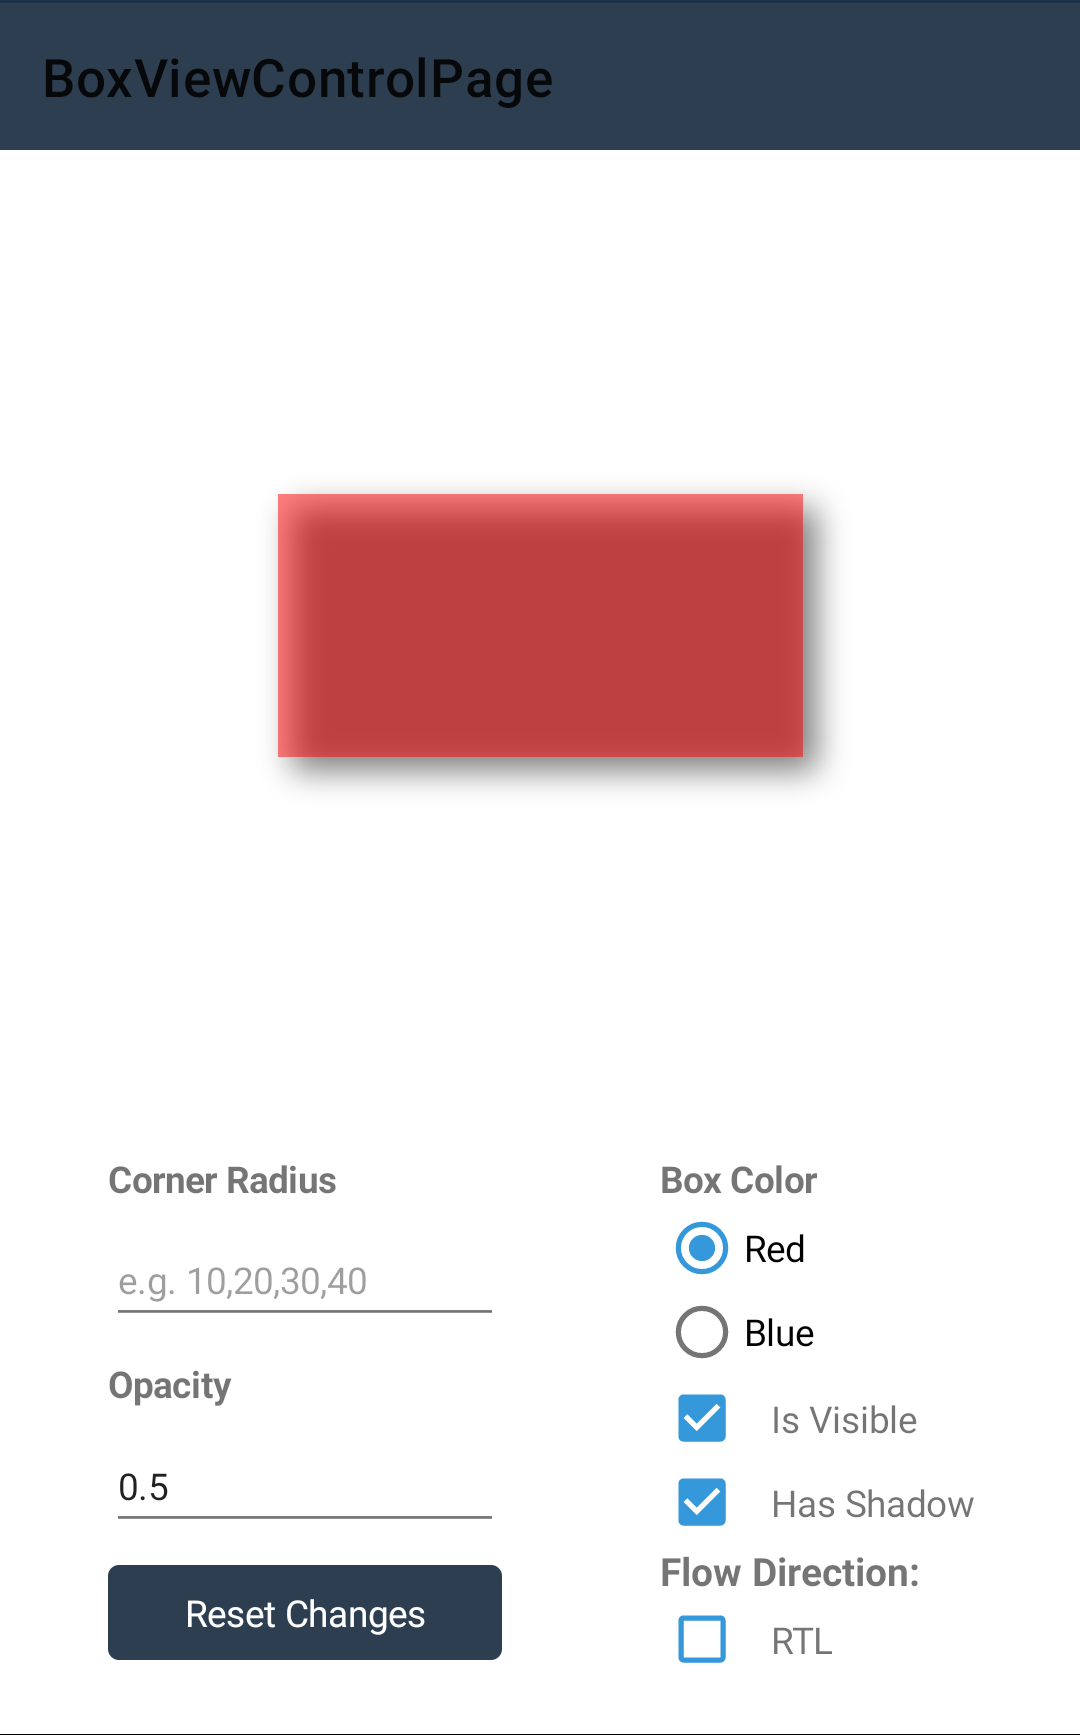 BoxViewControlPage
Corner Radius
e.g. 10,20,30,40
Opacity
0.5
Reset Changes
Box Color
Red
Blue
Is Visible
Has Shadow
Flow Direction:
RTL